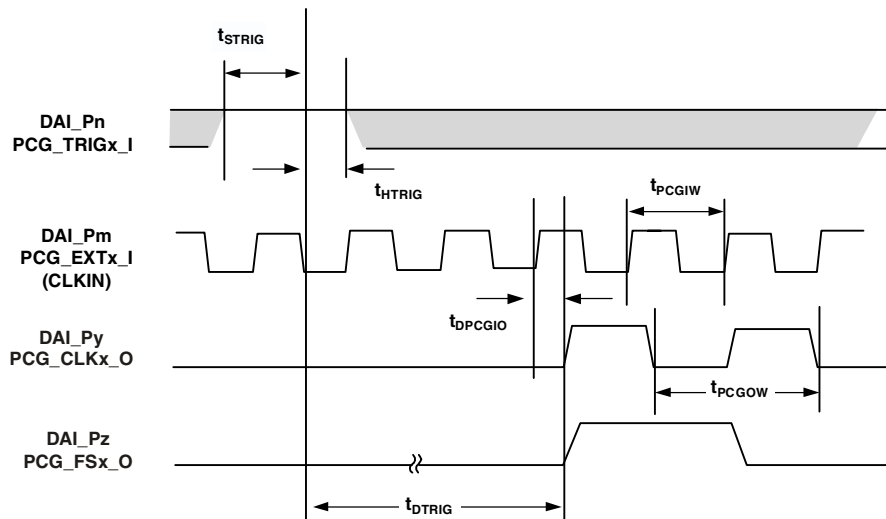 tSTRIG
DAI_Pn
PCG_TRIGx_I
tHTRIG
tPCGIW
DAI_Pm
PCG_EXTx_I
(CLKIN)
tDPCGIO
DAI_Py
PCG_CLKx_O
tPCGOW
DAI_Pz
PCG_FSx_O
tDTRIG